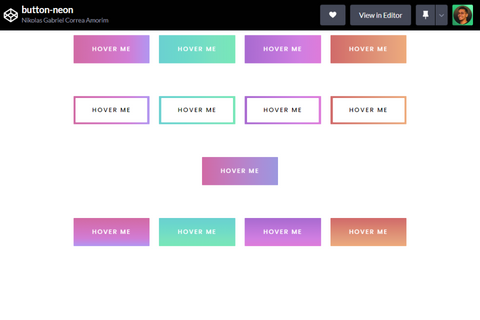 button-neon
Nikolas Gabriel Correa Amorim
View in Editor
HOVER ME HOVER ME HOVER ME HOVER ME
HOVER ME HOVER ME HOVER ME HOVER ME
HOVER ME
HOVER ME HOVER ME HOVER ME HOVER ME